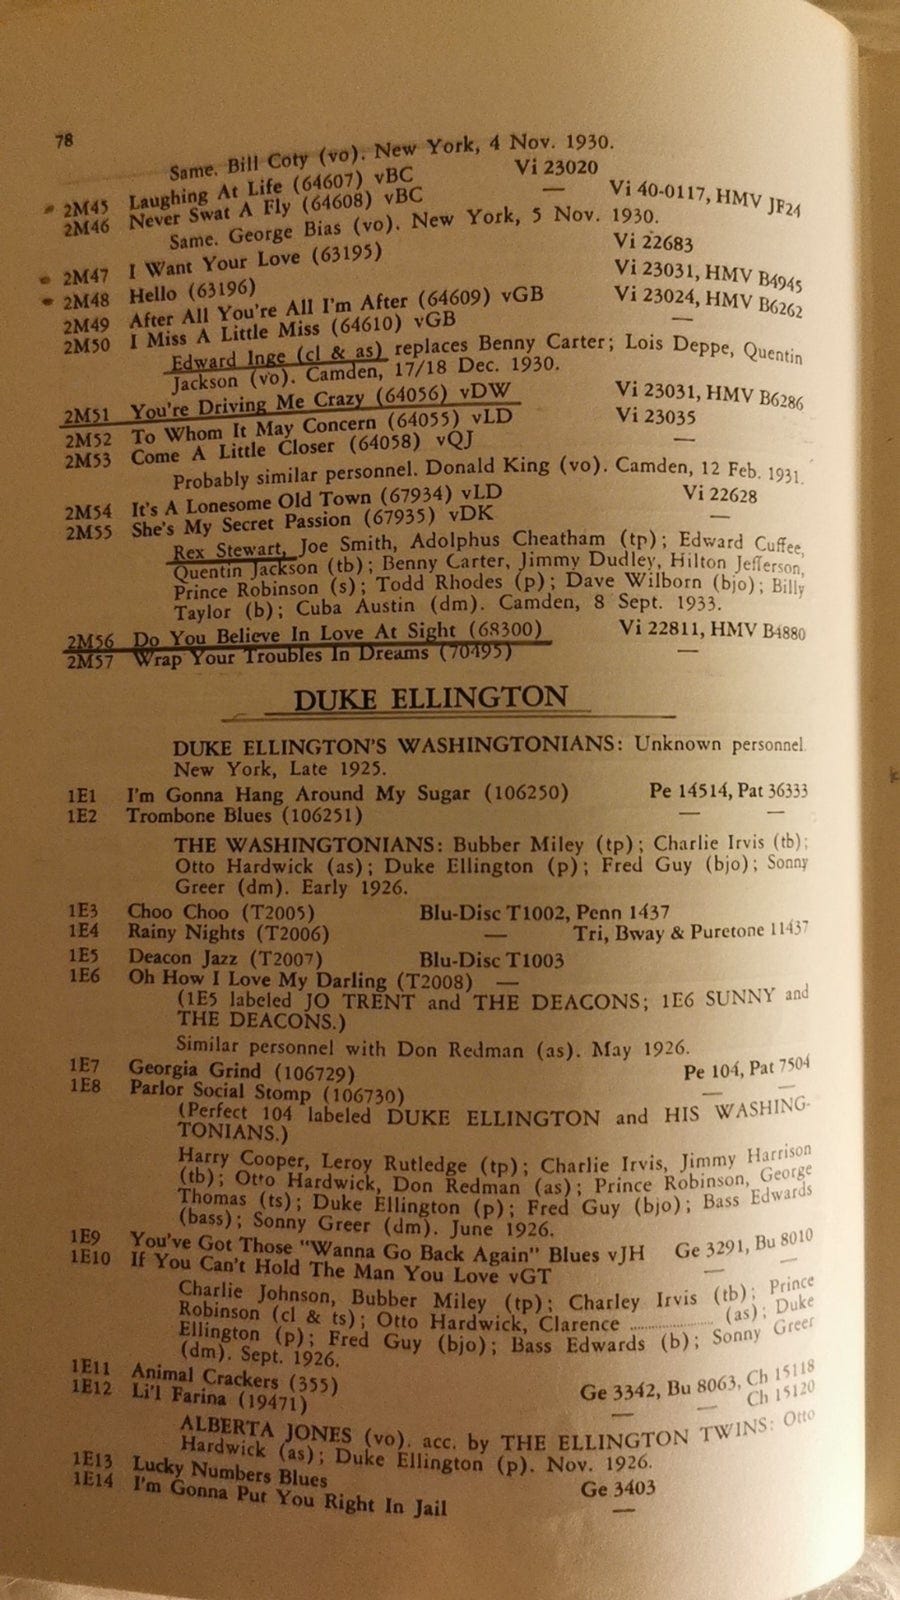 78
Same. Bill Coty (vo). New York, 4 Nov. 1930.
2M45 Laughing At Life (64607) vBC Vi 23020
2M46 Never Swat A Fly (64608) vBC — Vi 40-0117, HMV JF24
Same. George Bias (vo). New York, 5 Nov. 1930.
2M47 I Want Your Love (63195) Vi 22683
2M48 Hello (63196) Vi 23031, HMV B4945
2M49 After All You're All I'm After (64609) vGB Vi 23024, HMV B6262
2M50 I Miss A Little Miss (64610) vGB —
Edward Inge (cl & as) replaces Benny Carter; Lois Deppe, Quentin
Jackson (vo). Camden, 17/18 Dec. 1930.
2M51 You're Driving Me Crazy (64056) vDW Vi 23031, HMV B6286
2M52 To Whom It May Concern (64055) vLD Vi 23035
2M53 Come A Little Closer (64058) vQJ —
Probably similar personnel. Donald King (vo). Camden, 12 Feb. 1931.
2M54 It's A Lonesome Old Town (67934) vLD Vi 22628
2M55 She's My Secret Passion (67935) vDK —
Rex Stewart, Joe Smith, Adolphus Cheatham (tp); Edward Cuffee,
Quentin Jackson (tb); Benny Carter, Jimmy Dudley, Hilton Jefferson,
Prince Robinson (s); Todd Rhodes (p); Dave Wilborn (bjo); Billy
Taylor (b); Cuba Austin (dm). Camden, 8 Sept. 1933.
2M56 Do You Believe In Love At Sight (68300) Vi 22811, HMV B4880
2M57 Wrap Your Troubles In Dreams (70495) —
DUKE ELLINGTON
DUKE ELLINGTON'S WASHINGTONIANS: Unknown personnel.
New York, Late 1925.
1E1 I'm Gonna Hang Around My Sugar (106250) Pe 14514, Pat 36333
1E2 Trombone Blues (106251) — —
THE WASHINGTONIANS: Bubber Miley (tp); Charlie Irvis (tb);
Otto Hardwick (as); Duke Ellington (p); Fred Guy (bjo); Sonny
Greer (dm). Early 1926.
1E3 Choo Choo (T2005) Blu-Disc T1002, Penn 1437
1E4 Rainy Nights (T2006) — Tri, Bway & Puretone 11437
1E5 Deacon Jazz (T2007) Blu-Disc T1003
1E6 Oh How I Love My Darling (T2008) —
(1E5 labeled JO TRENT and THE DEACONS; 1E6 SUNNY and
THE DEACONS.)
Similar personnel with Don Redman (as). May 1926.
1E7 Georgia Grind (106729) Pe 104, Pat 7504
1E8 Parlor Social Stomp (106730) — —
(Perfect 104 labeled DUKE ELLINGTON and HIS WASHING-
TONIANS.)
Harry Cooper, Leroy Rutledge (tp); Charlie Irvis, Jimmy Harrison
(tb); Otto Hardwick, Don Redman (as); Prince Robinson, George
Thomas (ts); Duke Ellington (p); Fred Guy (bjo); Bass Edwards
(bass); Sonny Greer (dm). June 1926.
1E9 You've Got Those "Wanna Go Back Again" Blues vJH Ge 3291, Bu 8010
1E10 If You Can't Hold The Man You Love vGT — —
Charlie Johnson, Bubber Miley (tp); Charley Irvis (tb); Prince
Robinson (cl & ts); Otto Hardwick, Clarence .................... (as); Duke
Ellington (p); Fred Guy (bjo); Bass Edwards (b); Sonny Greer
(dm). Sept. 1926.
1E11 Animal Crackers (355) Ge 3342, Bu 8063, Ch 15118
1E12 Li'l Farina (19471) — — Ch 15120
ALBERTA JONES (vo). acc. by THE ELLINGTON TWINS: Otto
Hardwick (as); Duke Ellington (p). Nov. 1926.
1E13 Lucky Numbers Blues Ge 3403
1E14 I'm Gonna Put You Right In Jail —